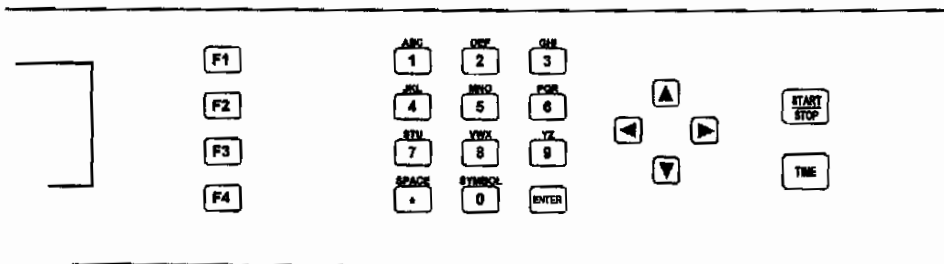 F1
F2
F3
F4
ABC DEF GHI
1 2 3
JKL MNO PQR
4 5 6
STU VWX YZ
7 8 9
SPACE SYMBOL
. 0 ENTER
START
STOP
TIME